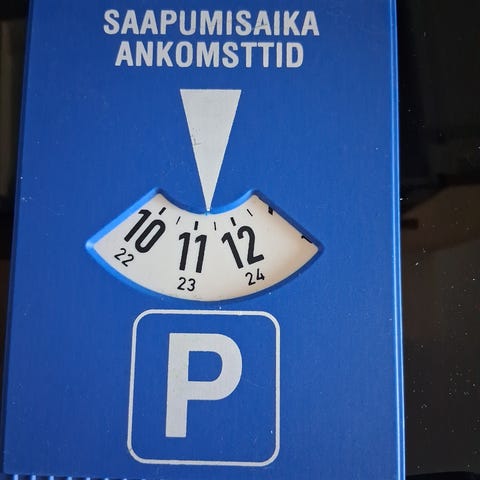 SAAPUMISAIKA
ANKOMSTTID
10 11 12
22 23 24
P